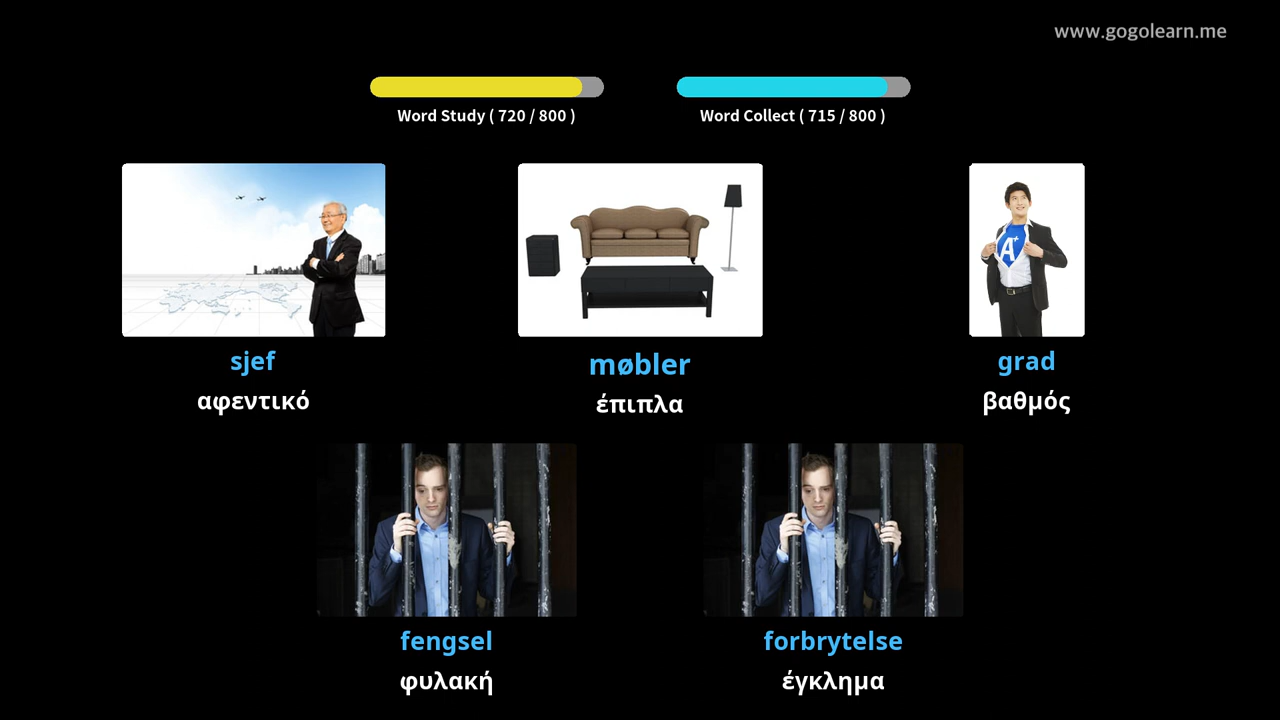 www.gogolearn.me
Word Study ( 720 / 800 )
Word Collect ( 715 / 800 )
A+
sjef
αφεντικό
møbler
έπιπλα
grad
βαθμός
fengsel
φυλακή
forbrytelse
έγκλημα